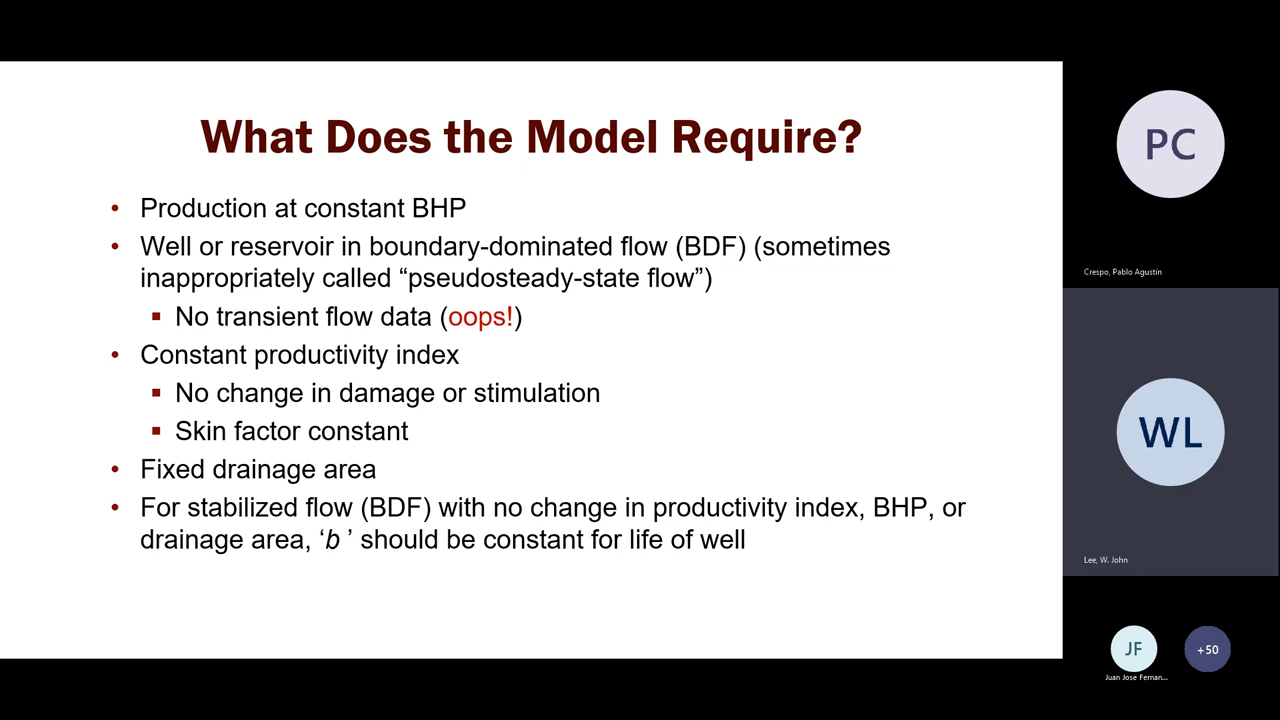 What Does the Model Require?
• Production at constant BHP
• Well or reservoir in boundary-dominated flow (BDF) (sometimes
inappropriately called “pseudosteady-state flow”)
▪ No transient flow data (oops!)
• Constant productivity index
▪ No change in damage or stimulation
▪ Skin factor constant
• Fixed drainage area
• For stabilized flow (BDF) with no change in productivity index, BHP, or
drainage area, ‘b ’ should be constant for life of well
PC
Crespo, Pablo Agustín
WL
Lee, W. John
JF
+50
Juan Jose Fernan...